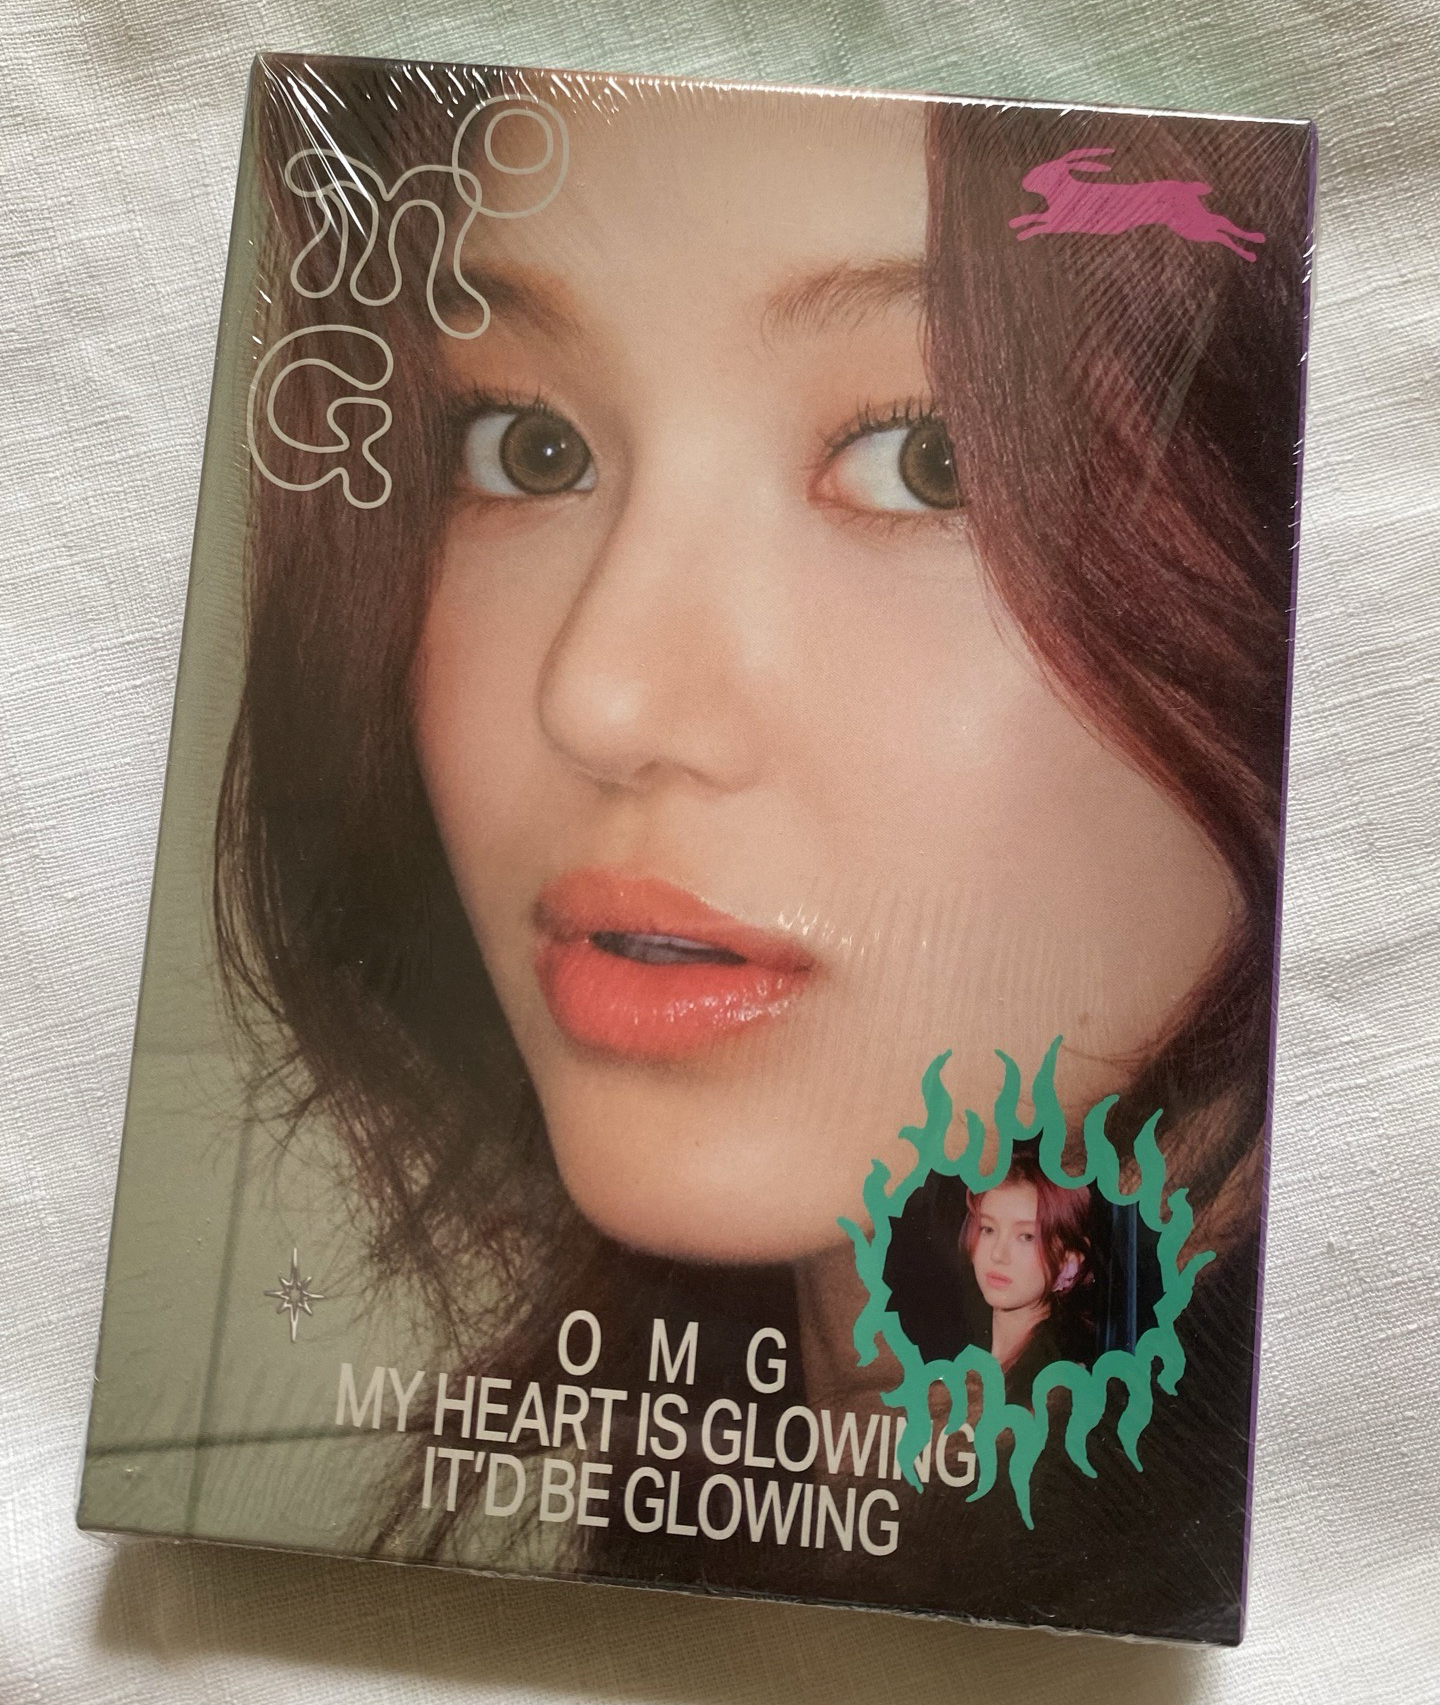 OMG
O M G
MY HEART IS GLOWING
IT'D BE GLOWING